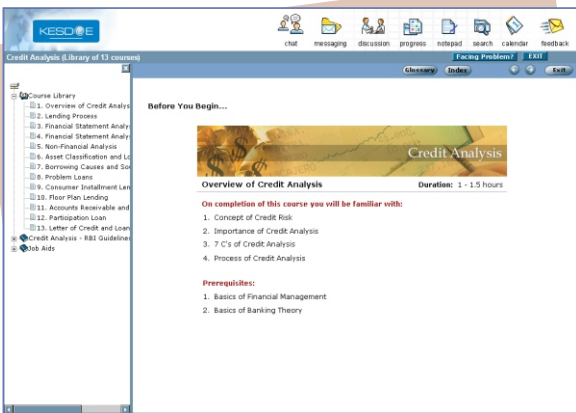 KESDEE
chat messaging discussion progress notepad search calendar feedback
Credit Analysis (Library of 13 courses)
Facing Problem? EXIT
Glossary Index Exit
Course Library
1. Overview of Credit Analys
2. Lending Process
3. Financial Statement Analy
4. Financial Statement Analy
5. Non-Financial Analysis
6. Asset Classification and Lo
7. Borrowing Causes and Sou
8. Problem Loans
9. Consumer Installment Len
10. Floor Plan Lending
11. Accounts Receivable and
12. Participation Loan
13. Letter of Credit and Loan
Credit Analysis - RBI Guideline
Job Aids
Before You Begin...
Credit Analysis
Overview of Credit Analysis Duration: 1 - 1.5 hours
On completion of this course you will be familiar with:
1. Concept of Credit Risk
2. Importance of Credit Analysis
3. 7 C's of Credit Analysis
4. Process of Credit Analysis
Prerequisites:
1. Basics of Financial Management
2. Basics of Banking Theory